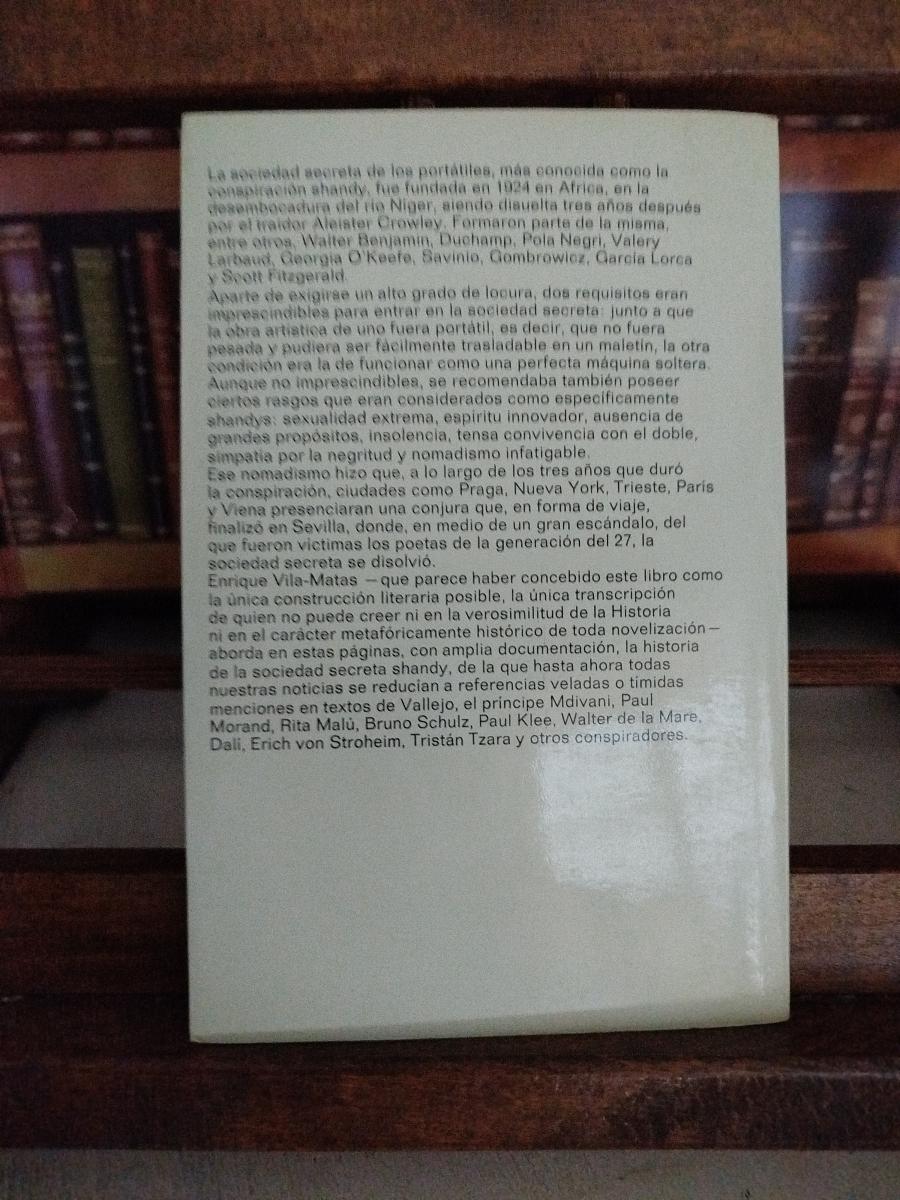 La sociedad secreta de los portátiles, más conocida como la
conspiración shandy, fue fundada en 1924 en Africa, en la
desembocadura del río Níger, siendo disuelta tres años después
por el traidor Aleister Crowley. Formaron parte de la misma,
entre otros, Walter Benjamin, Duchamp, Pola Negri, Valery
Larbaud, Georgia O'Keefe, Savinio, Gombrowicz, García Lorca
y Scott Fitzgerald.
Aparte de exigirse un alto grado de locura, dos requisitos eran
imprescindibles para entrar en la sociedad secreta: junto a que
la obra artística de uno fuera portátil, es decir, que no fuera
pesada y pudiera ser fácilmente trasladable en un maletín, la otra
condición era la de funcionar como una perfecta máquina soltera.
Aunque no imprescindibles, se recomendaba también poseer
ciertos rasgos que eran considerados como específicamente
shandys: sexualidad extrema, espíritu innovador, ausencia de
grandes propósitos, insolencia, tensa convivencia con el doble,
simpatía por la negritud y nomadismo infatigable.
Ese nomadismo hizo que, a lo largo de los tres años que duró
la conspiración, ciudades como Praga, Nueva York, Trieste, París
y Viena presenciaran una conjura que, en forma de viaje,
finalizó en Sevilla, donde, en medio de un gran escándalo, del
que fueron víctimas los poetas de la generación del 27, la
sociedad secreta se disolvió.
Enrique Vila-Matas —que parece haber concebido este libro como
la única construcción literaria posible, la única transcripción
de quien no puede creer ni en la verosimilitud de la Historia
ni en el carácter metafóricamente histórico de toda novelización—
aborda en estas páginas, con amplia documentación, la historia
de la sociedad secreta shandy, de la que hasta ahora todas
nuestras noticias se reducían a referencias veladas o tímidas
menciones en textos de Vallejo, el príncipe Mdivani, Paul
Morand, Rita Malú, Bruno Schulz, Paul Klee, Walter de la Mare,
Dalí, Erich von Stroheim, Tristán Tzara y otros conspiradores.